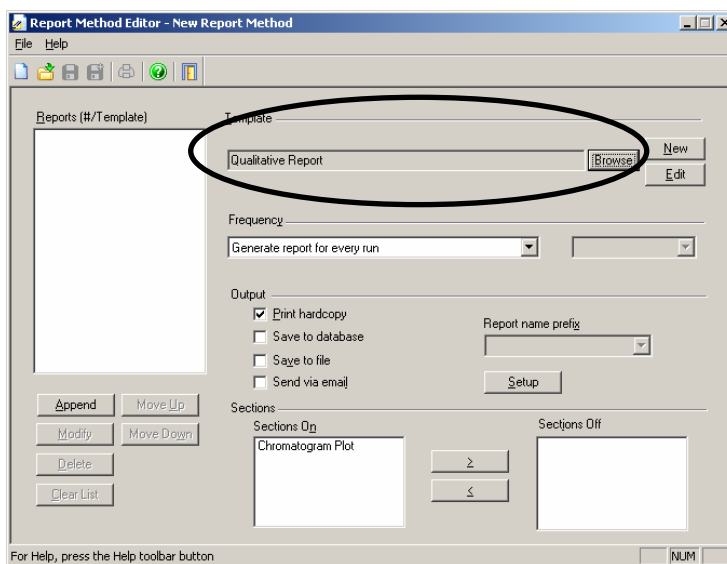 Report Method Editor - New Report Method
File Help
Reports (#/Template)
Template
Qualitative Report
Browse
New
Edit
Frequency
Generate report for every run
Output
Print hardcopy
Save to database
Save to file
Send via email
Report name prefix
Setup
Append Move Up
Modify Move Down
Delete
Clear List
Sections
Sections On
Chromatogram Plot
≥
≤
Sections Off
For Help, press the Help toolbar button
NUM